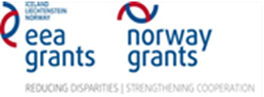 ICELAND
LIECHTENSTEIN
NORWAY
eea
grants
norway
grants
REDUCING DISPARITIES | STRENGTHENING COOPERATION